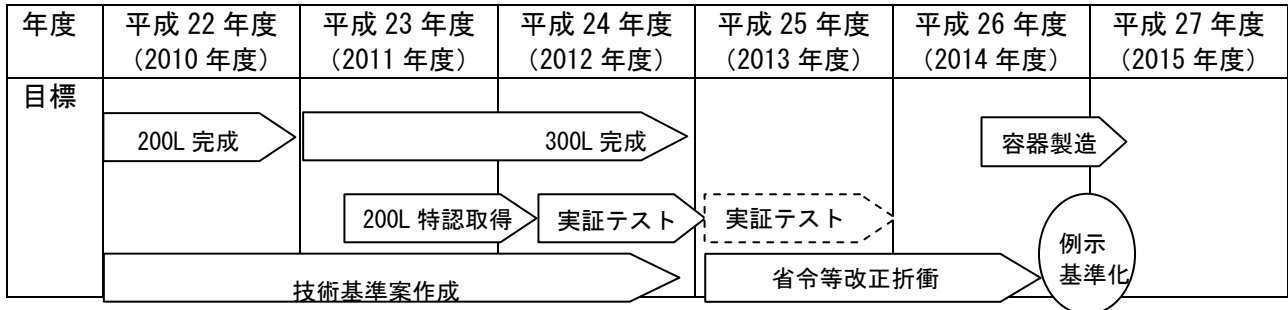 年度 平成 22 年度 平成 23 年度 平成 24 年度 平成 25 年度 平成 26 年度 平成 27 年度
（2010 年度） （2011 年度） （2012 年度） （2013 年度） （2014 年度） （2015 年度）
目標
200L 完成 300L 完成 容器製造
200L 特認取得 実証テスト 実証テスト
例示
基準化
技術基準案作成 省令等改正折衝